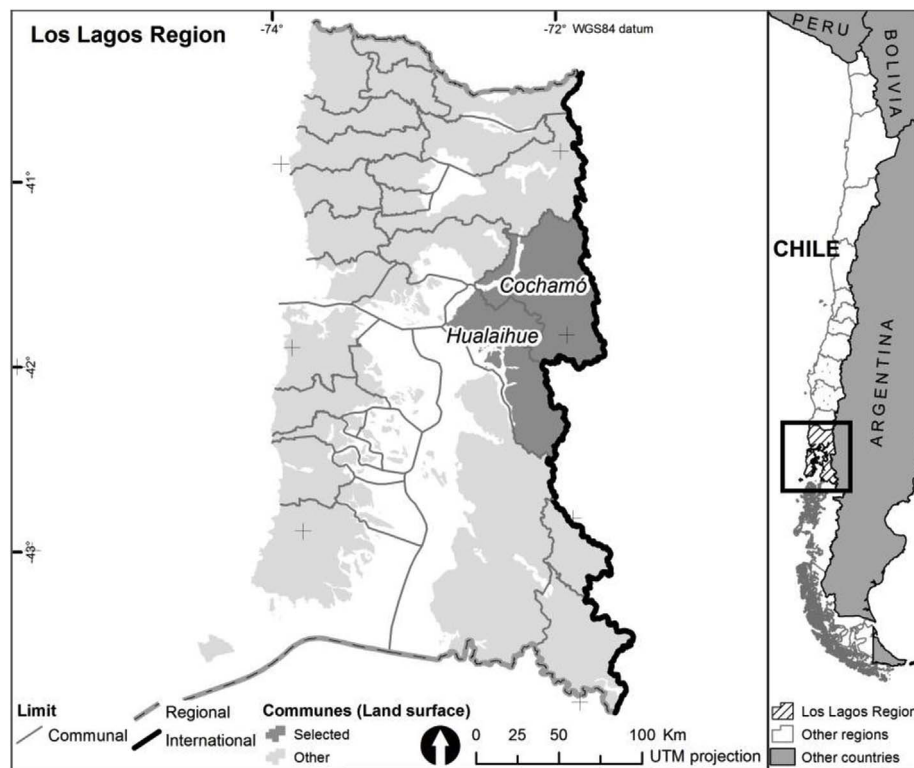 Los Lagos Region
-74°
-72°
WGS84 datum
-41°
-42°
-43°
Cochamó
Hualaihue
PERU
BOLIVIA
CHILE
ARGENTINA
Limit
Communal
Regional
International
Communes (Land surface)
Selected
Other
0 25 50 100 Km
UTM projection
Los Lagos Region
Other regions
Other countries